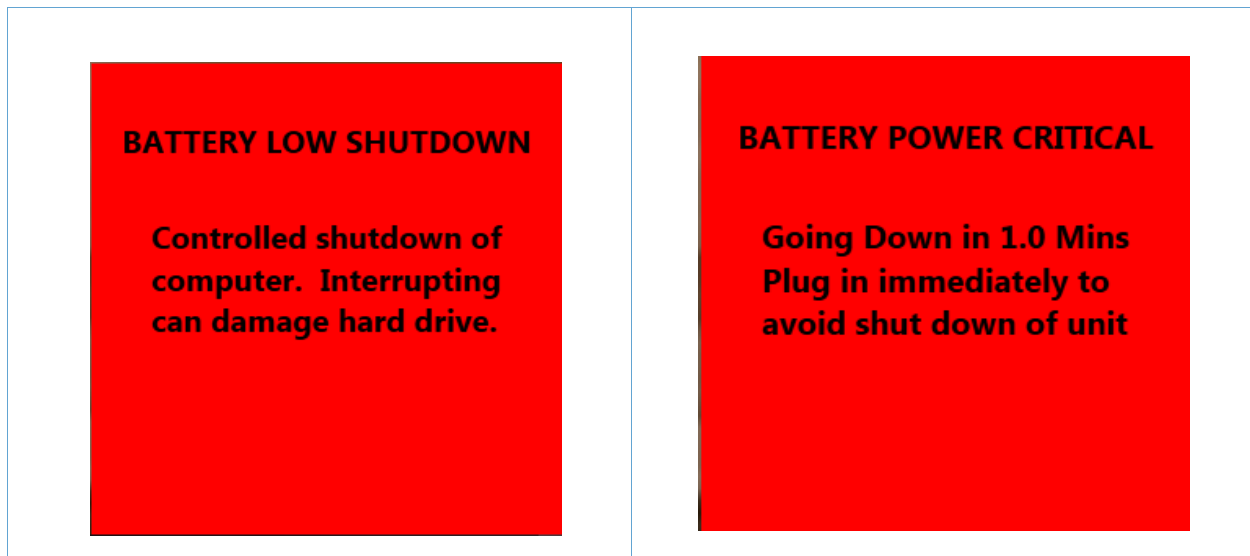 BATTERY LOW SHUTDOWN
Controlled shutdown of
computer.  Interrupting
can damage hard drive.
BATTERY POWER CRITICAL
Going Down in 1.0 Mins
Plug in immediately to
avoid shut down of unit